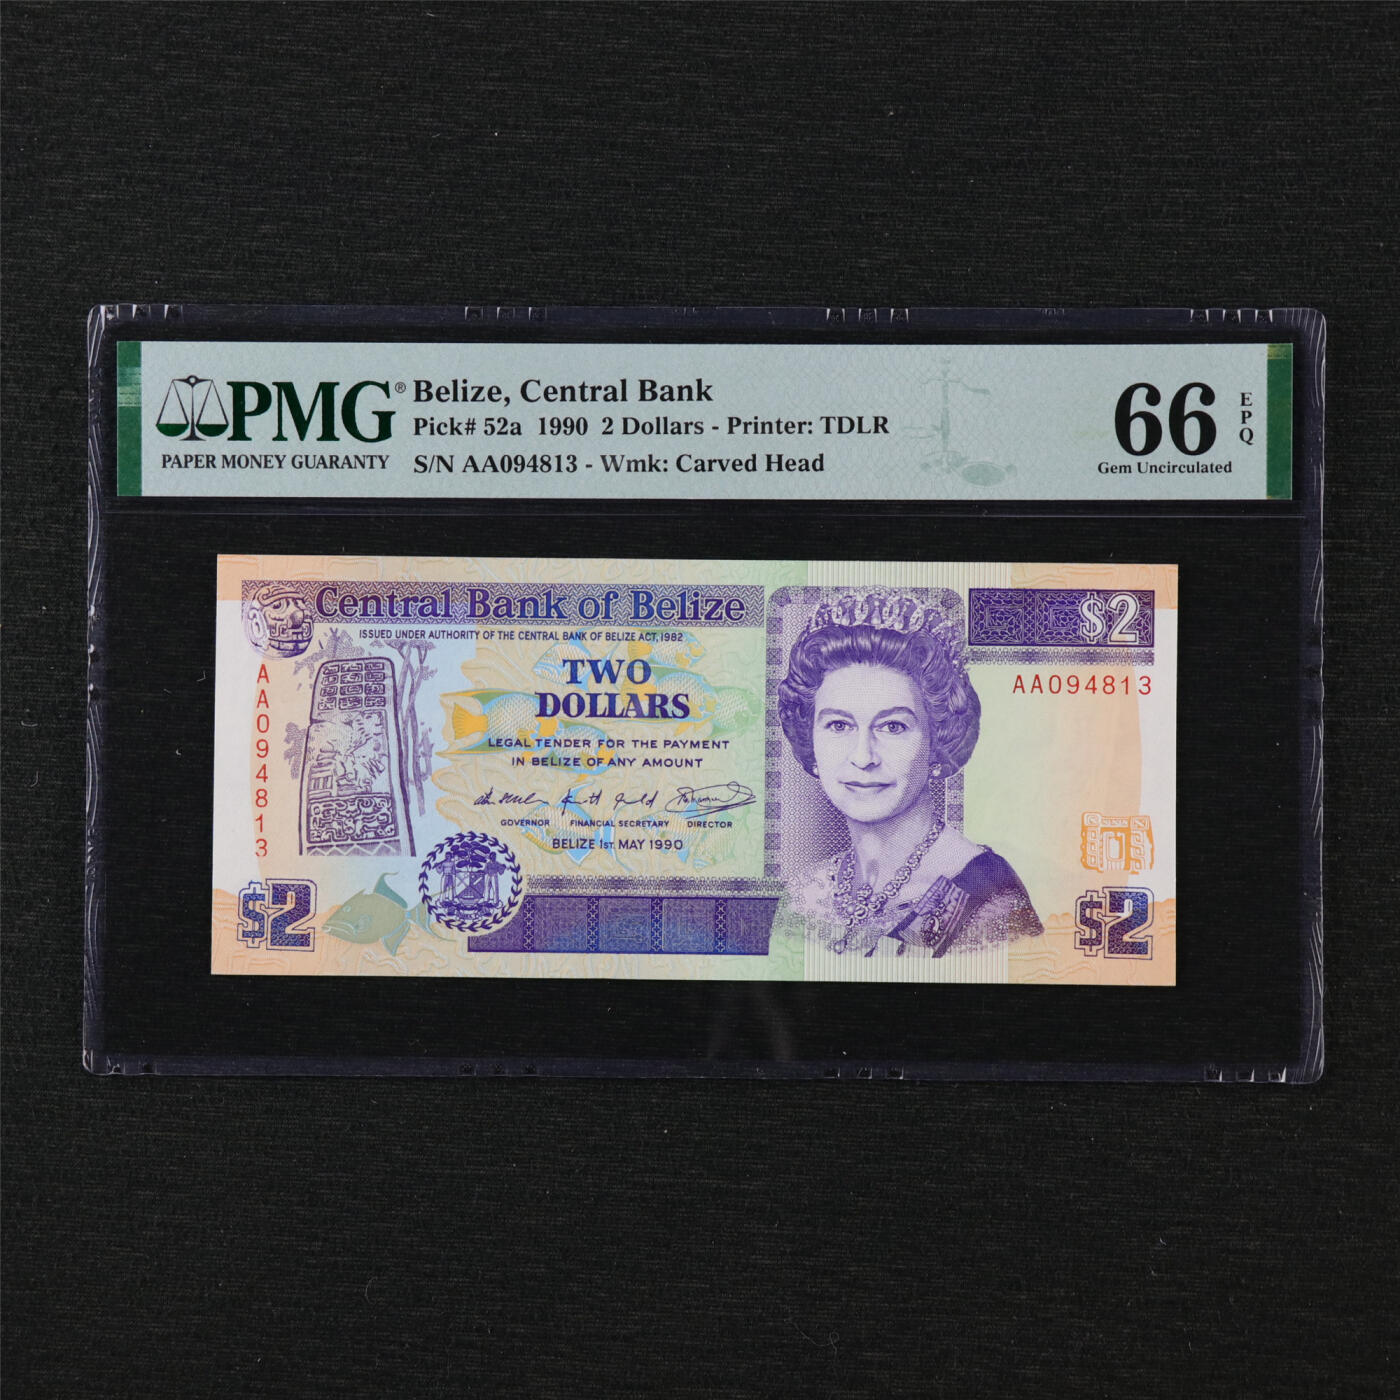 PMG®
PAPER MONEY GUARANTY
Belize, Central Bank
Pick# 52a 1990 2 Dollars - Printer: TDLR
S/N AA094813 - Wmk: Carved Head
66
EPQ
Gem Uncirculated
Central Bank of Belize
ISSUED UNDER AUTHORITY OF THE CENTRAL BANK OF BELIZE ACT, 1982
$2
TWO
DOLLARS
AA094813
AA094813
LEGAL TENDER FOR THE PAYMENT
IN BELIZE OF ANY AMOUNT
GOVERNOR FINANCIAL SECRETARY DIRECTOR
BELIZE 1ST. MAY 1990
$2
$2